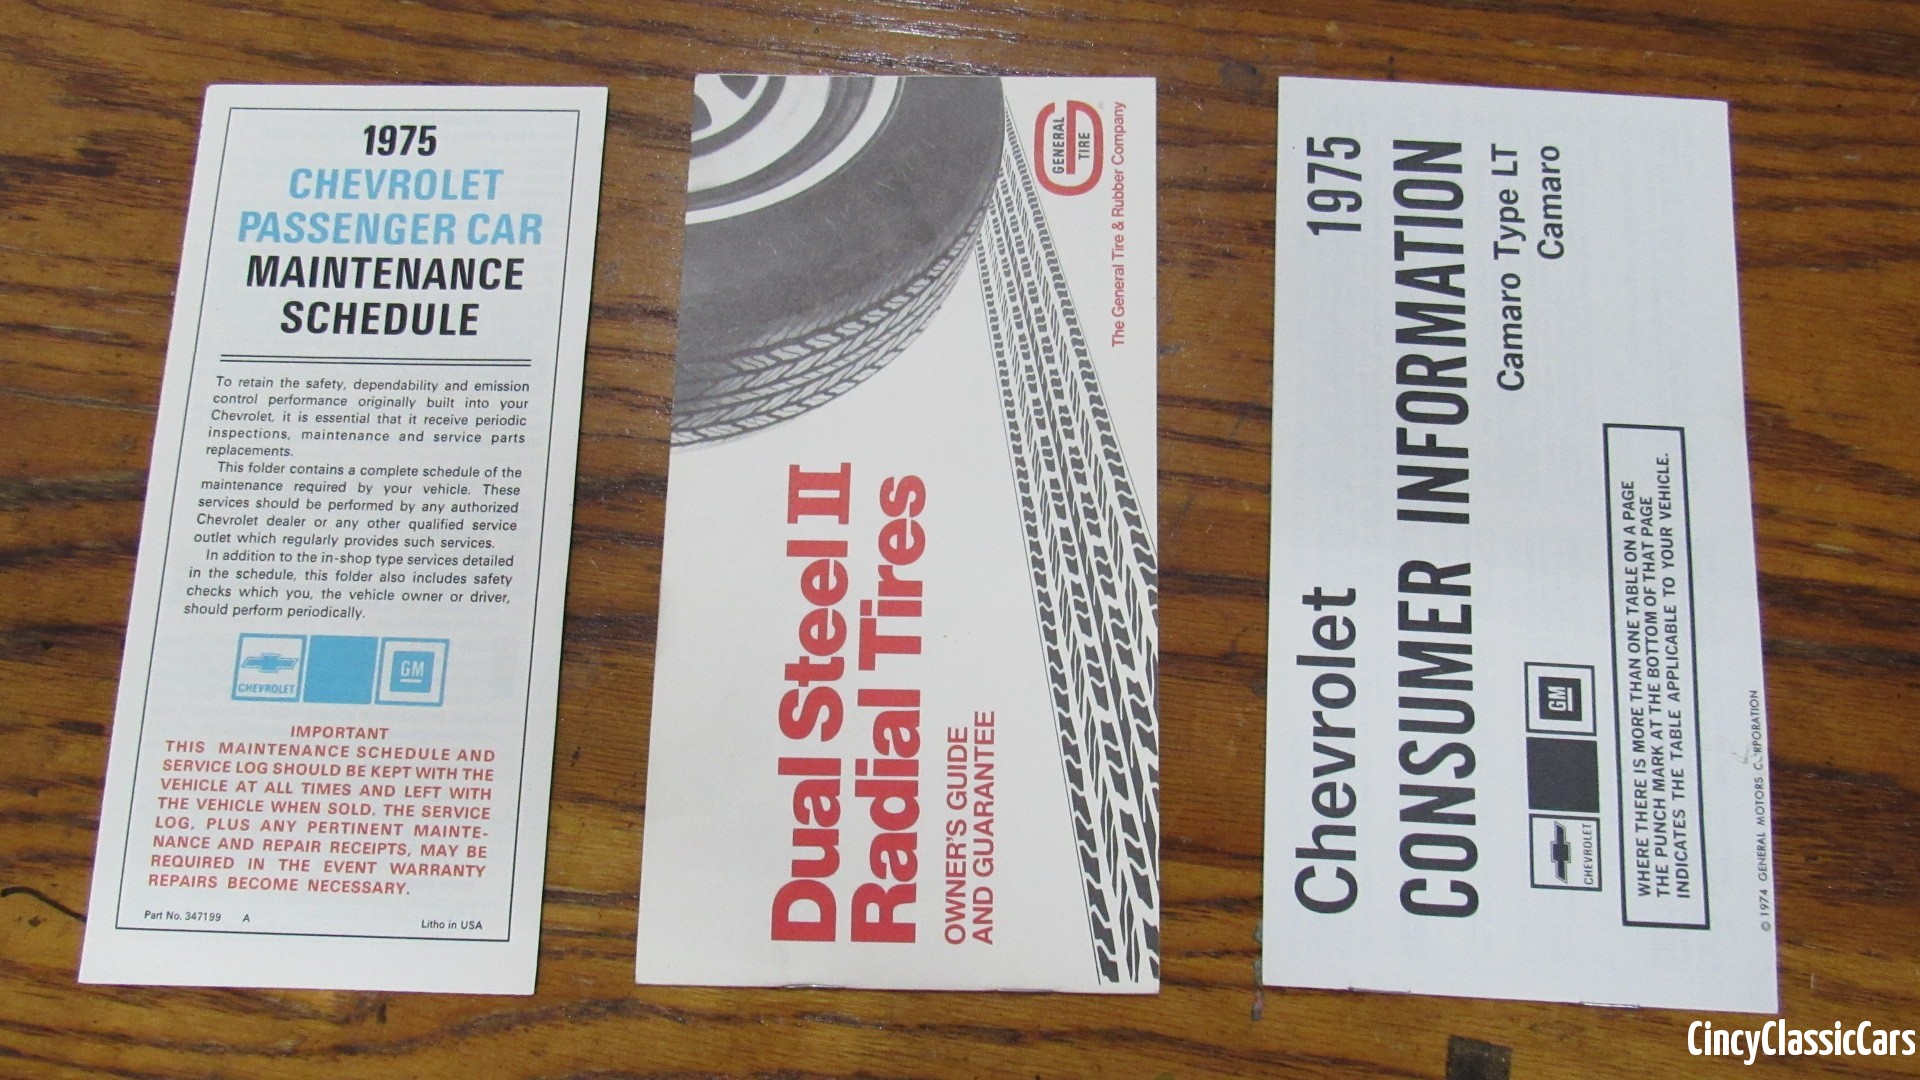 1975
CHEVROLET
PASSENGER CAR
MAINTENANCE
SCHEDULE
To retain the safety, dependability and emission
control performance originally built into your
Chevrolet, it is essential that it receive periodic
inspections, maintenance and service parts
replacements.
This folder contains a complete schedule of the
maintenance required by your vehicle. These
services should be performed by any authorized
Chevrolet dealer or any other qualified service
outlet which regularly provides such services.
In addition to the in-shop type services detailed
in the schedule, this folder also includes safety
checks which you, the vehicle owner or driver,
should perform periodically.
CHEVROLET
GM
IMPORTANT
THIS MAINTENANCE SCHEDULE AND
SERVICE LOG SHOULD BE KEPT WITH THE
VEHICLE AT ALL TIMES AND LEFT WITH
THE VEHICLE WHEN SOLD. THE SERVICE
LOG, PLUS ANY PERTINENT MAINTE-
NANCE AND REPAIR RECEIPTS, MAY BE
REQUIRED IN THE EVENT WARRANTY
REPAIRS BECOME NECESSARY.
Part No. 347199 A
Litho in USA
GENERAL
TIRE
The General Tire & Rubber Company
Dual Steel II
Radial Tires
OWNER'S GUIDE
AND GUARANTEE
Chevrolet 1975
CONSUMER INFORMATION
Camaro Type LT
Camaro
CHEVROLET
GM
WHERE THERE IS MORE THAN ONE TABLE ON A PAGE
THE PUNCH MARK AT THE BOTTOM OF THAT PAGE
INDICATES THE TABLE APPLICABLE TO YOUR VEHICLE.
© 1974 GENERAL MOTORS CORPORATION
CincyClassicCars